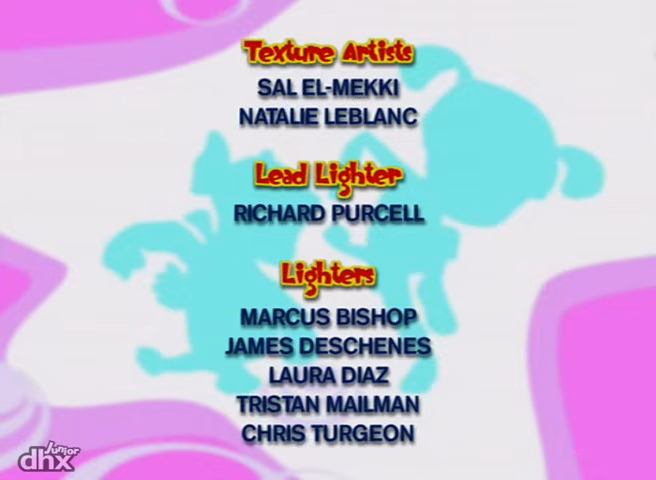 Texture Artists
SAL EL-MEKKI
NATALIE LEBLANC
Lead Lighter
RICHARD PURCELL
Lighters
MARCUS BISHOP
JAMES DESCHENES
LAURA DIAZ
TRISTAN MAILMAN
CHRIS TURGEON
dhx Junior